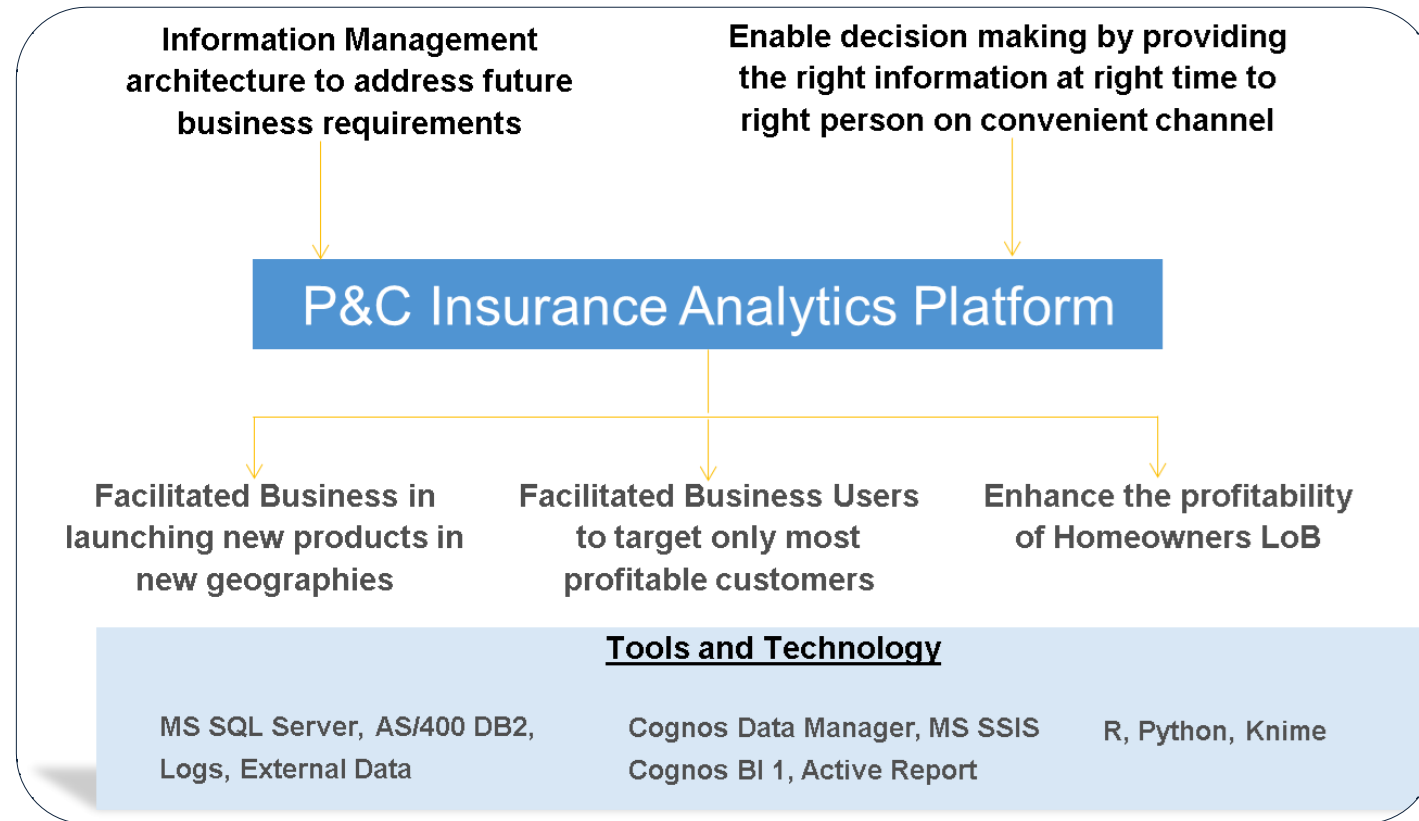 Information Management
architecture to address future
business requirements
Enable decision making by providing
the right information at right time to
right person on convenient channel
P&C Insurance Analytics Platform
Facilitated Business in
launching new products in
new geographies
Facilitated Business Users
to target only most
profitable customers
Enhance the profitability
of Homeowners LoB
Tools and Technology
MS SQL Server, AS/400 DB2,
Logs, External Data
Cognos Data Manager, MS SSIS
Cognos BI 1, Active Report
R, Python, Knime